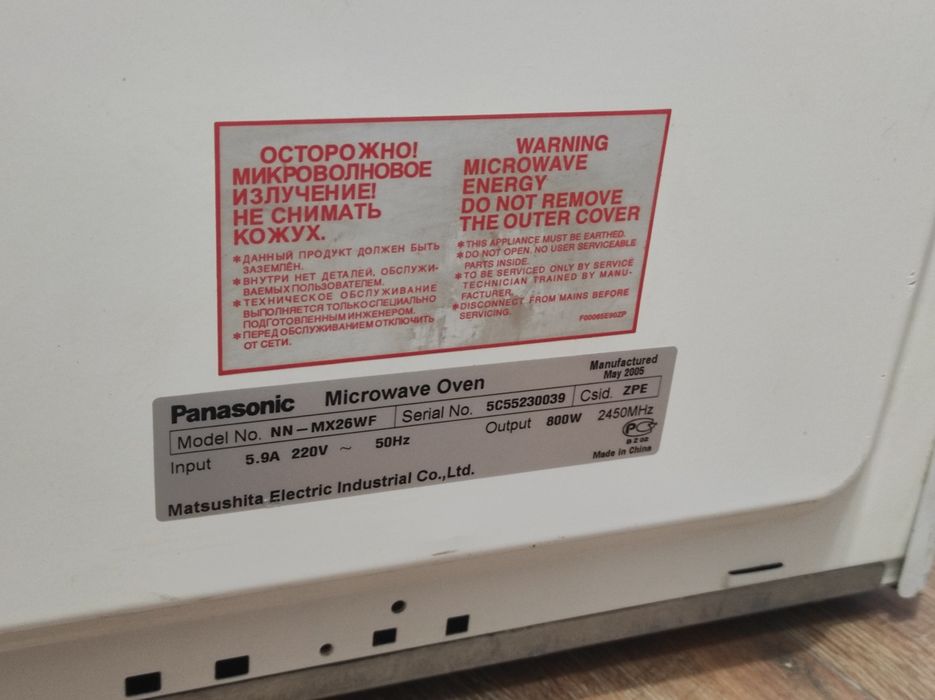 ОСТОРОЖНО!
МИКРОВОЛНОВОЕ
ИЗЛУЧЕНИЕ!
НЕ СНИМАТЬ
КОЖУХ.
*ДАННЫЙ ПРОДУКТ ДОЛЖЕН БЫТЬ
ЗАЗЕМЛЁН.
*ВНУТРИ НЕТ ДЕТАЛЕЙ, ОБСЛУЖИ-
ВАЕМЫХ ПОЛЬЗОВАТЕЛЕМ.
*ТЕХНИЧЕСКОЕ ОБСЛУЖИВАНИЕ
ВЫПОЛНЯЕТСЯ ТОЛЬКО СПЕЦИАЛЬНО
ПОДГОТОВЛЕННЫМ ИНЖЕНЕРОМ.
*ПЕРЕД ОБСЛУЖИВАНИЕМ ОТКЛЮЧИТЬ
ОТ СЕТИ.
WARNING
MICROWAVE
ENERGY
DO NOT REMOVE
THE OUTER COVER
*THIS APPLIANCE MUST BE EARTHED.
*DO NOT OPEN. NO USER SERVICEABLE
PARTS INSIDE.
*TO BE SERVICED ONLY BY SERVICE
TECHNICIAN TRAINED BY MANU-
FACTURER.
*DISCONNECT FROM MAINS BEFORE
SERVICING.
F00065E90ZP
Panasonic Microwave Oven Manufactured
May 2005
Model No. NN-MX26WF Serial No. 5C55230039 Csid. ZPE
Input 5.9A 220V ~ 50Hz Output 800W 2450MHz
РС
В Z 02
Matsushita Electric Industrial Co.,Ltd. Made in China